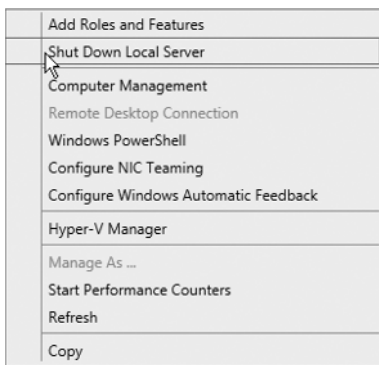 Add Roles and Features
Shut Down Local Server
Computer Management
Remote Desktop Connection
Windows PowerShell
Configure NIC Teaming
Configure Windows Automatic Feedback
Hyper-V Manager
Manage As ...
Start Performance Counters
Refresh
Copy